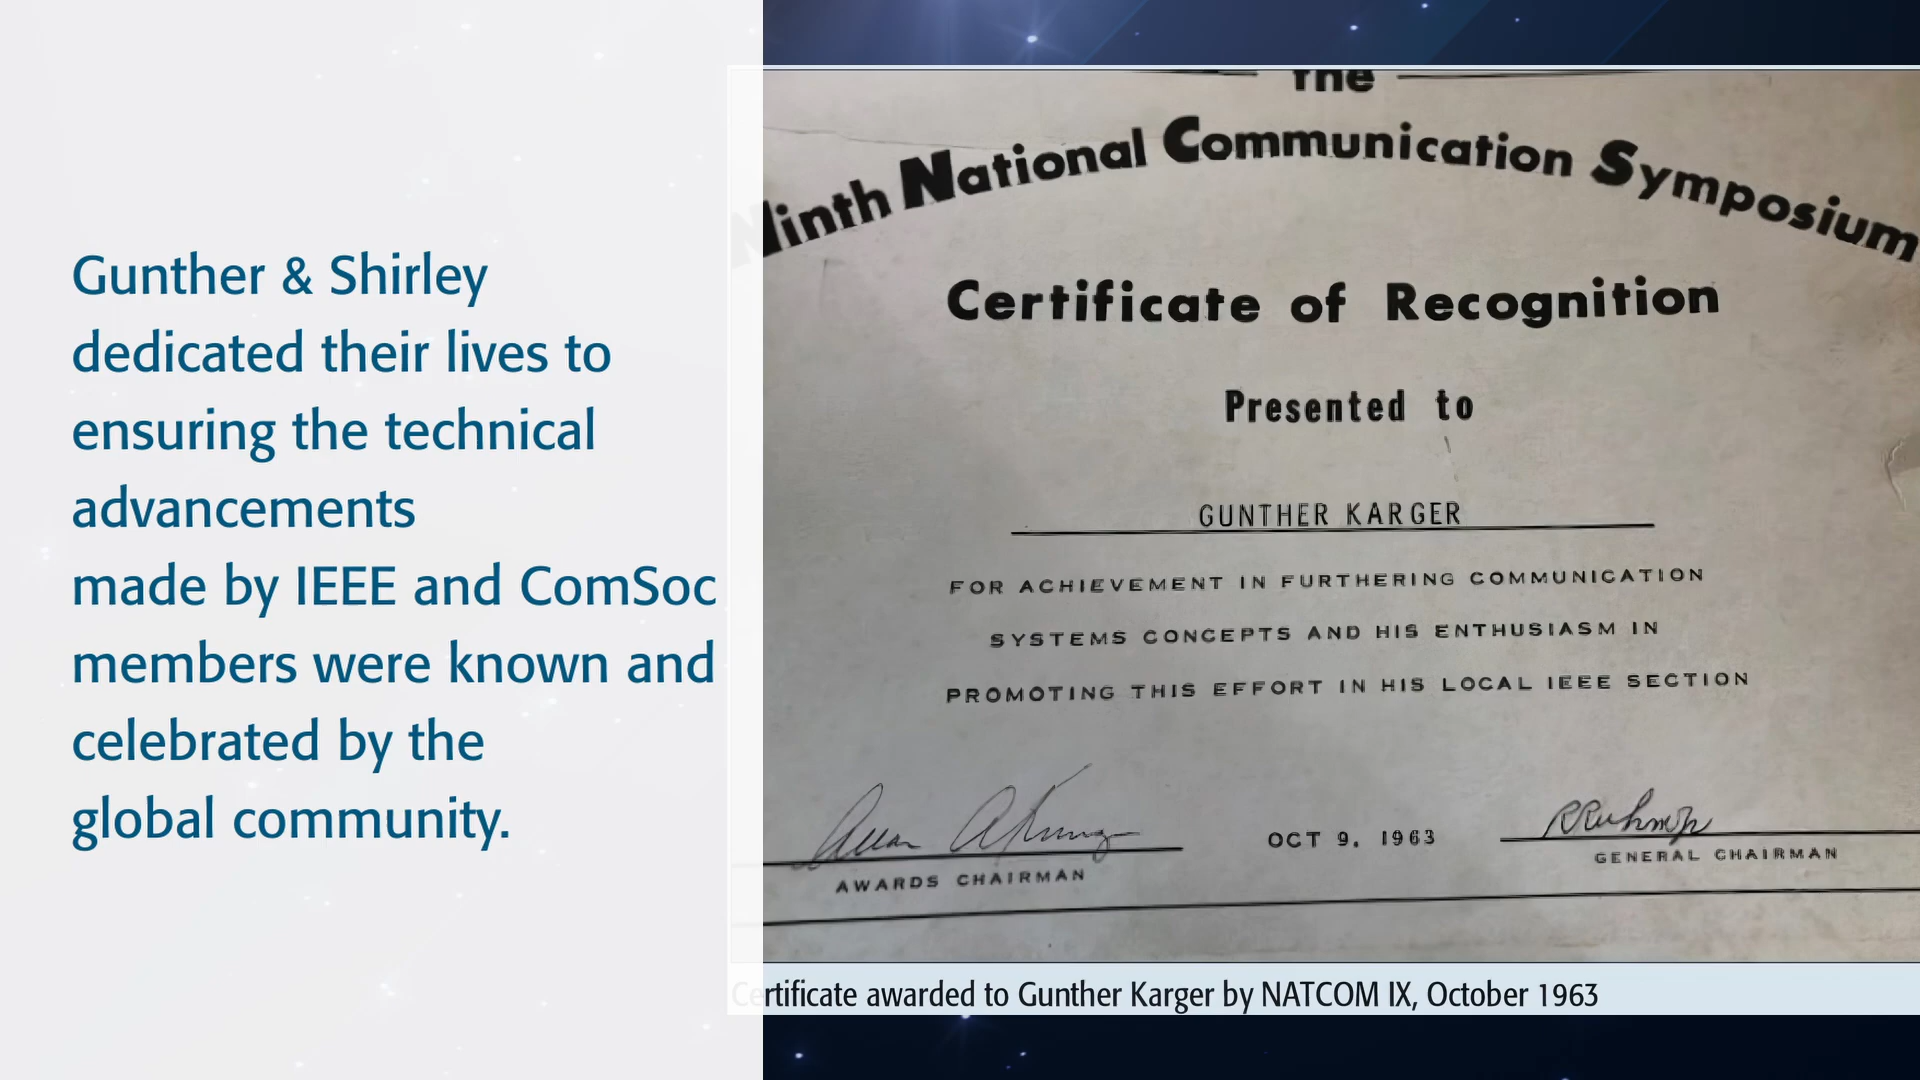 Gunther & Shirley
dedicated their lives to
ensuring the technical
advancements
made by IEEE and ComSoc
members were known and
celebrated by the
global community.
The
Ninth National Communication Symposium
Certificate of Recognition
Presented to
GUNTHER KARGER
FOR ACHIEVEMENT IN FURTHERING COMMUNICATION
SYSTEMS CONCEPTS AND HIS ENTHUSIASM IN
PROMOTING THIS EFFORT IN HIS LOCAL IEEE SECTION
OCT 9, 1963
AWARDS CHAIRMAN
GENERAL CHAIRMAN
Certificate awarded to Gunther Karger by NATCOM IX, October 1963